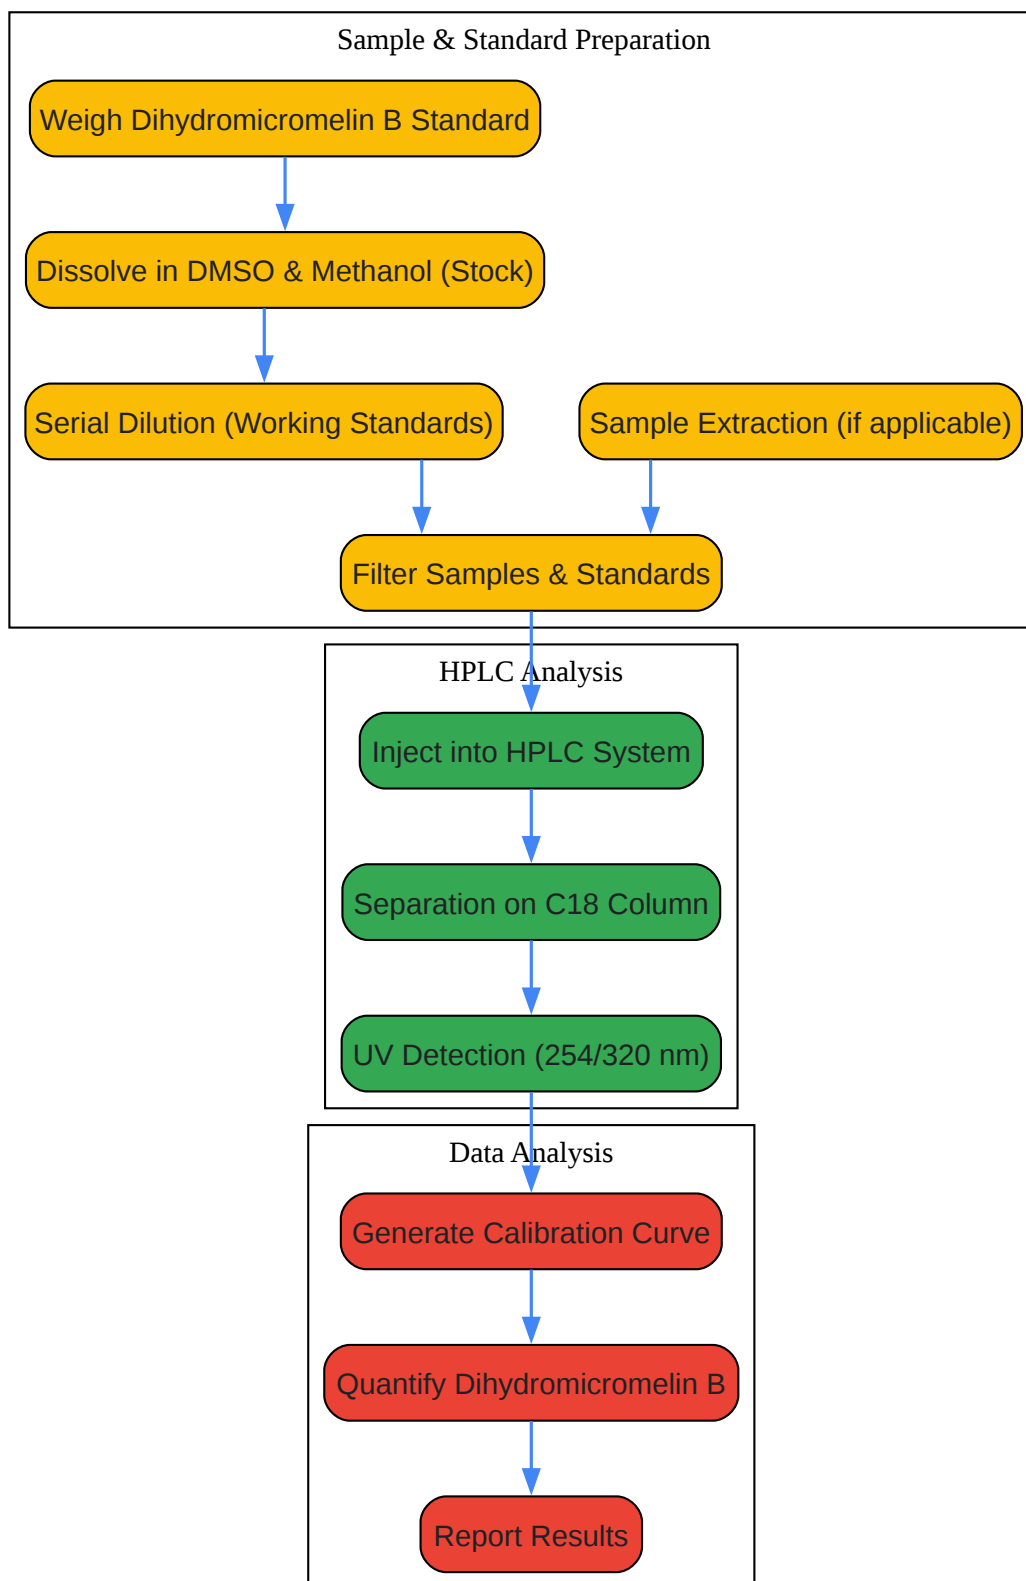 Sample & Standard Preparation
Weigh Dihydromicromelin B Standard
Dissolve in DMSO & Methanol (Stock)
Serial Dilution (Working Standards)
Sample Extraction (if applicable)
Filter Samples & Standards
HPLC Analysis
Inject into HPLC System
Separation on C18 Column
UV Detection (254/320 nm)
Data Analysis
Generate Calibration Curve
Quantify Dihydromicromelin B
Report Results